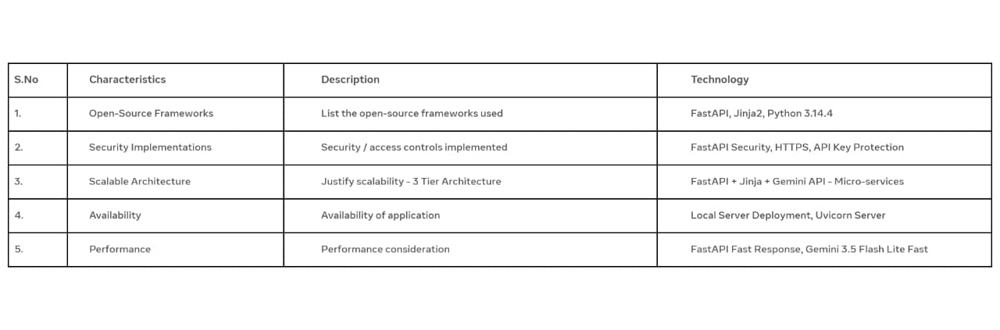 S.No Characteristics Description Technology
1. Open-Source Frameworks List the open-source frameworks used FastAPI, Jinja2, Python 3.14.4
2. Security Implementations Security / access controls implemented FastAPI Security, HTTPS, API Key Protection
3. Scalable Architecture Justify scalability - 3 Tier Architecture FastAPI + Jinja + Gemini API - Micro-services
4. Availability Availability of application Local Server Deployment, Uvicorn Server
5. Performance Performance consideration FastAPI Fast Response, Gemini 3.5 Flash Lite Fast